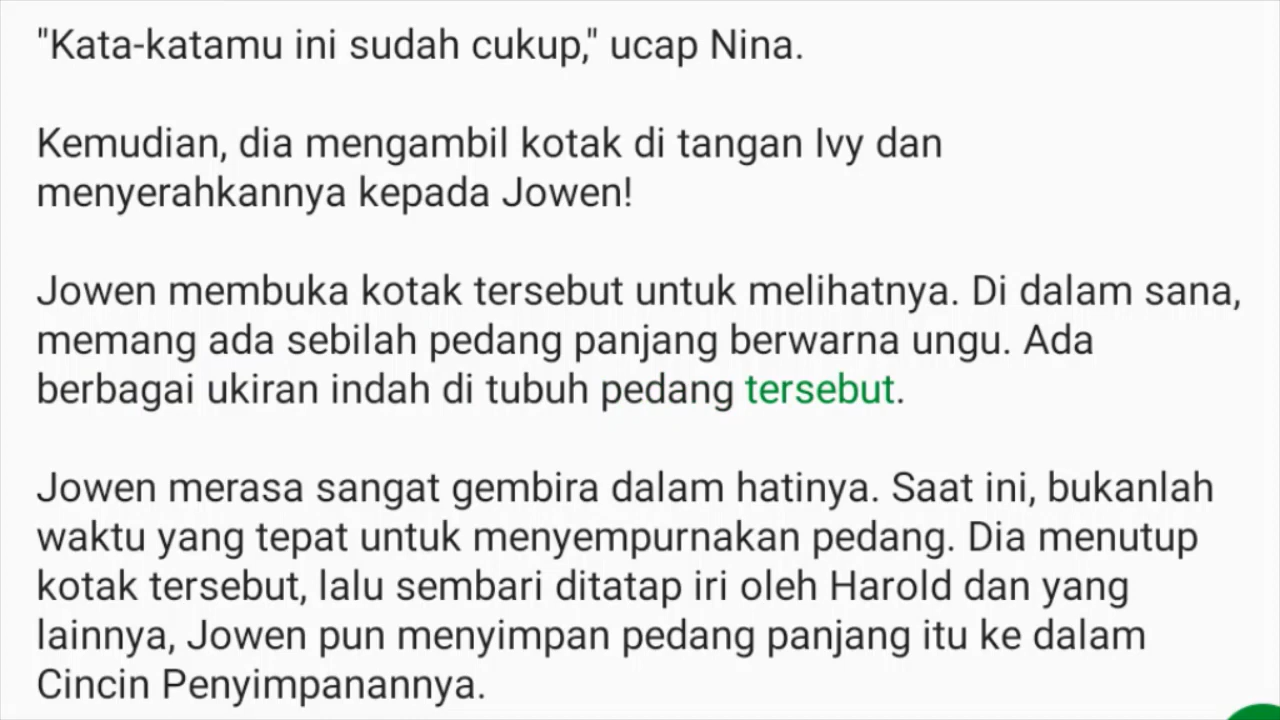 "Kata-katamu ini sudah cukup," ucap Nina.
Kemudian, dia mengambil kotak di tangan Ivy dan
menyerahkannya kepada Jowen!
Jowen membuka kotak tersebut untuk melihatnya. Di dalam sana,
memang ada sebilah pedang panjang berwarna ungu. Ada
berbagai ukiran indah di tubuh pedang tersebut.
Jowen merasa sangat gembira dalam hatinya. Saat ini, bukanlah
waktu yang tepat untuk menyempurnakan pedang. Dia menutup
kotak tersebut, lalu sembari ditatap iri oleh Harold dan yang
lainnya, Jowen pun menyimpan pedang panjang itu ke dalam
Cincin Penyimpanannya.